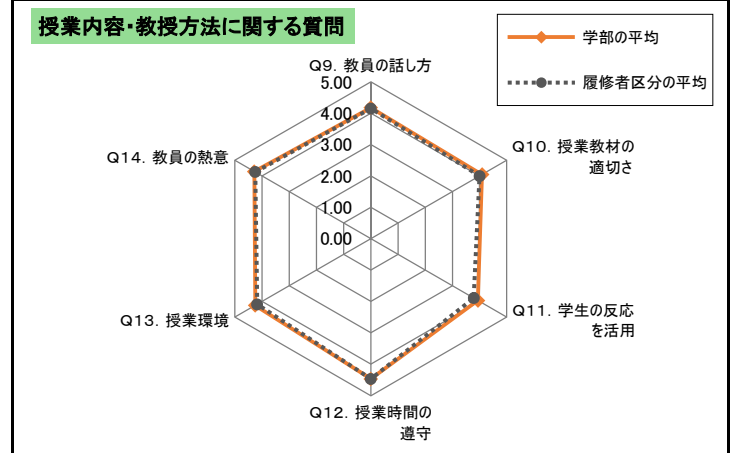 授業内容・教授方法に関する質問
学部の平均
履修者区分の平均
Q9．教員の話し方
5.00
4.00
3.00
2.00
1.00
0.00
Q10．授業教材の
適切さ
Q11．学生の反応
を活用
Q12．授業時間の
遵守
Q13．授業環境
Q14．教員の熱意